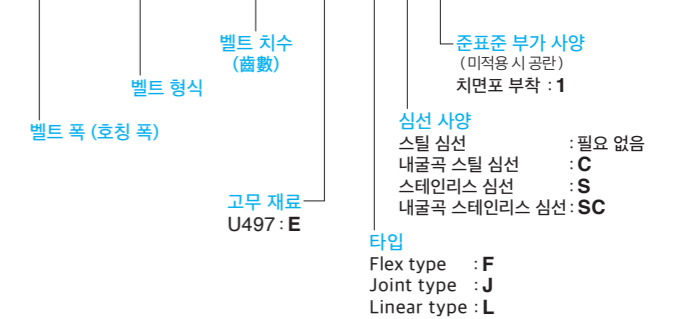 벨트 폭 (호칭 폭)
벨트 형식
벨트 치수
(齒數)
고무 재료
U497 : E
타입
Flex type : F
Joint type : J
Linear type : L
심선 사양
스틸 심선 : 필요 없음
내굴곡 스틸 심선 : C
스테인리스 심선 : S
내굴곡 스테인리스 심선 : SC
준표준 부가 사양
(미적용 시 공란)
치면포 부착 : 1